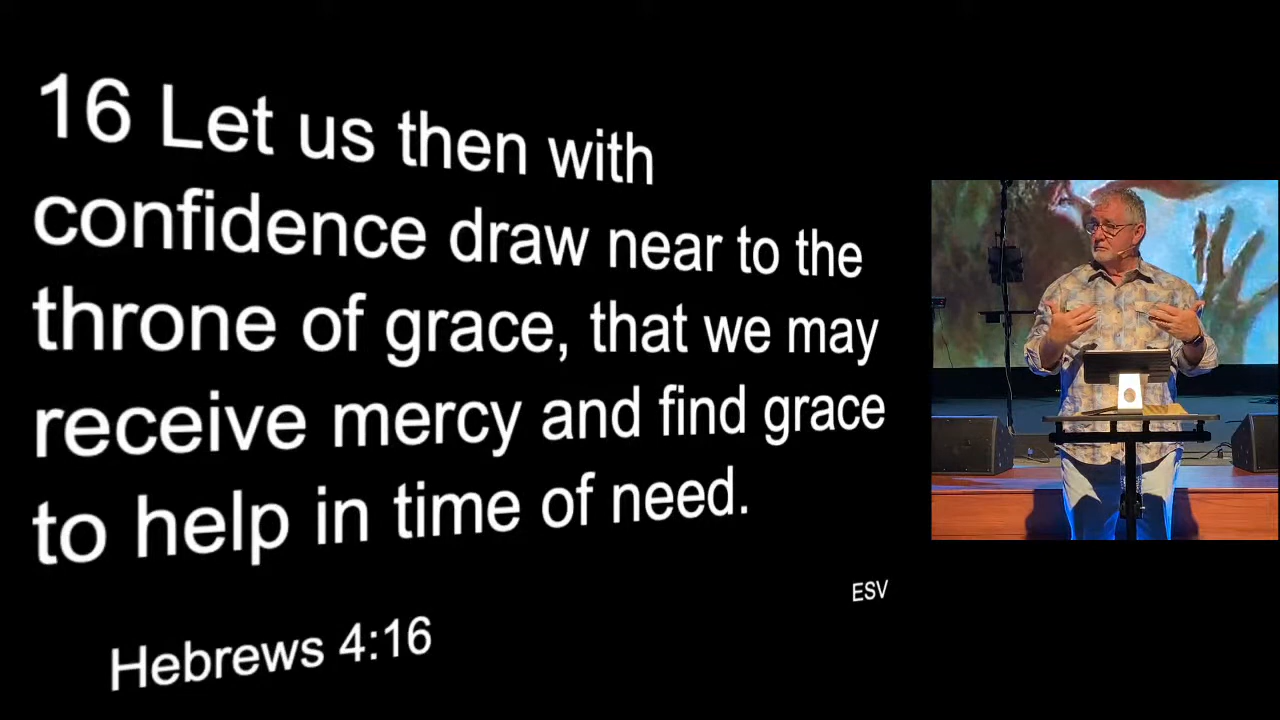 16 Let us then with
confidence draw near to the
throne of grace, that we may
receive mercy and find grace
to help in time of need.
ESV
Hebrews 4:16